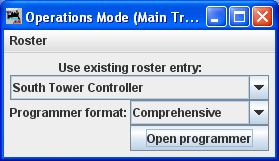 Operations Mode (Main Tr...
Roster
Use existing roster entry:
South Tower Controller
Programmer format: Comprehensive
Open programmer